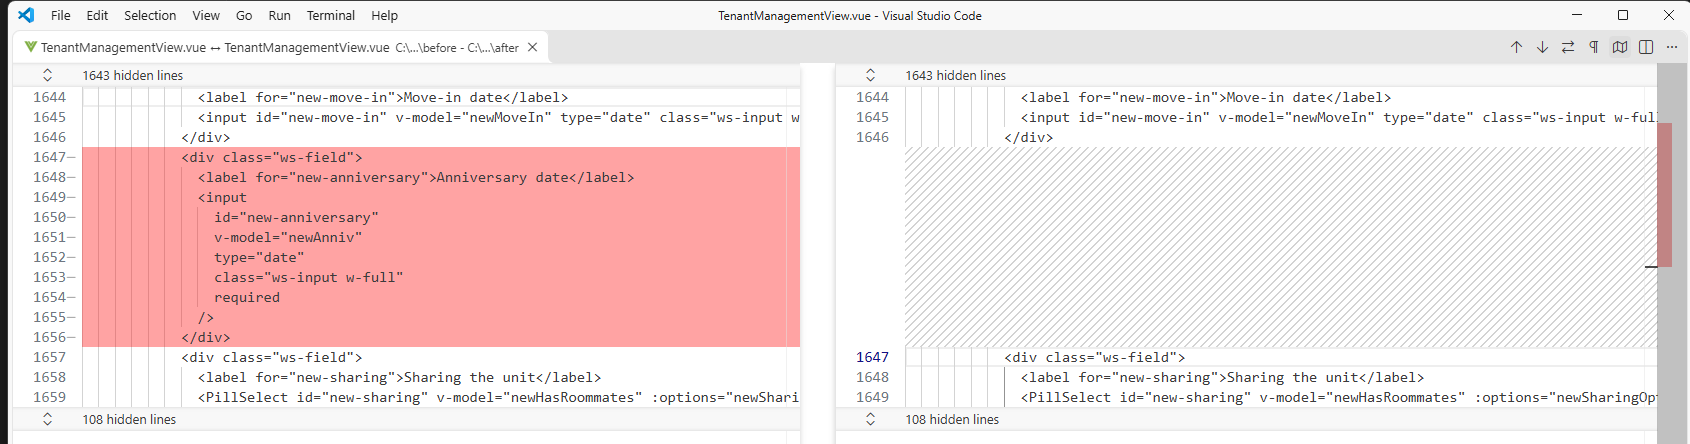 File Edit Selection View Go Run Terminal Help TenantManagementView.vue - Visual Studio Code
TenantManagementView.vue ↔ TenantManagementView.vue C:\...\before - C:\...\after
1643 hidden lines
1644 <label for="new-move-in">Move-in date</label>
1645 <input id="new-move-in" v-model="newMoveIn" type="date" class="ws-input w
1646 </div>
1647− <div class="ws-field">
1648− <label for="new-anniversary">Anniversary date</label>
1649− <input
1650− id="new-anniversary"
1651− v-model="newAnniv"
1652− type="date"
1653− class="ws-input w-full"
1654− required
1655− />
1656− </div>
1657 <div class="ws-field">
1658 <label for="new-sharing">Sharing the unit</label>
1659 <PillSelect id="new-sharing" v-model="newHasRoommates" :options="newShari
108 hidden lines
1643 hidden lines
1644 <label for="new-move-in">Move-in date</label>
1645 <input id="new-move-in" v-model="newMoveIn" type="date" class="ws-input w-ful
1646 </div>
1647 <div class="ws-field">
1648 <label for="new-sharing">Sharing the unit</label>
1649 <PillSelect id="new-sharing" v-model="newHasRoommates" :options="newSharingOp
108 hidden lines